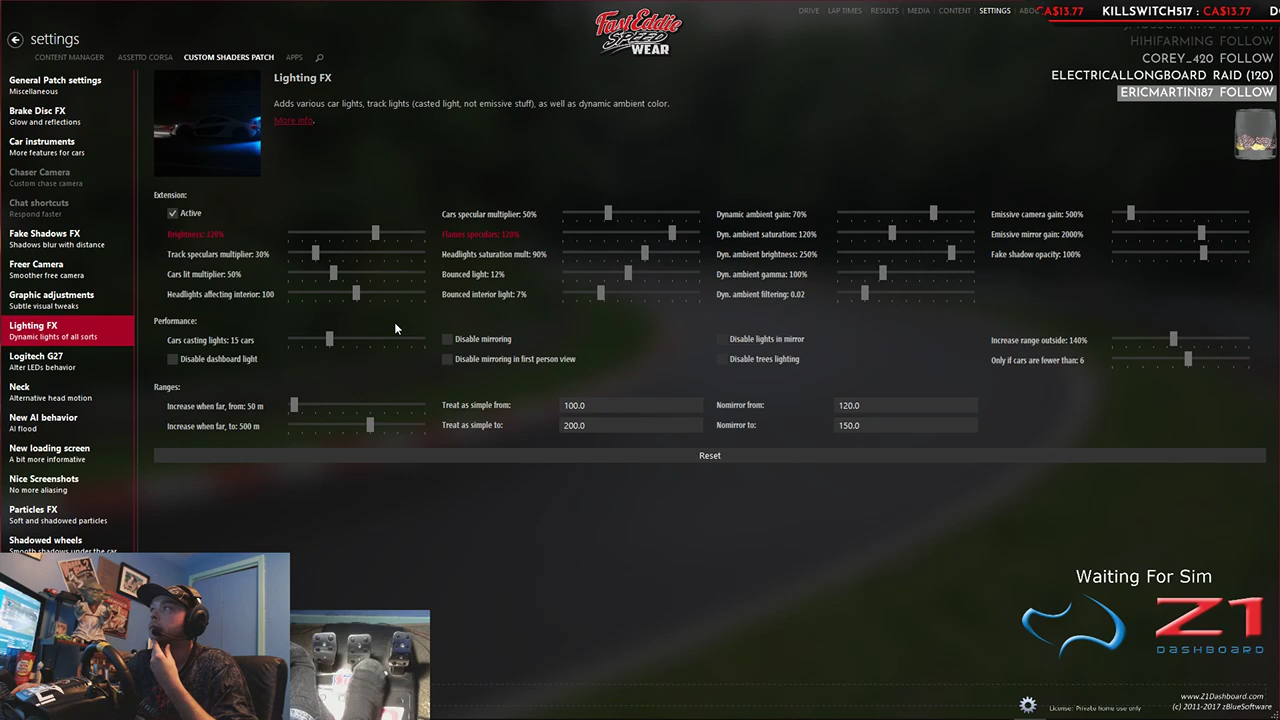 DRIVE LAP TIMES RESULTS MEDIA CONTENT SETTINGS
CA$13.77 KILLSWITCH517 : CA$13.77
HIHIFARMING FOLLOW
COREY_420 FOLLOW
ELECTRICALLONGBOARD RAID (120)
ERICMARTIN187 FOLLOW
FastEddie
SPEED
WEAR
settings
CONTENT MANAGER ASSETTO CORSA CUSTOM SHADERS PATCH APPS
General Patch settings
Miscellaneous
Brake Disc FX
Glow and reflections
Car instruments
More features for cars
Chaser Camera
Custom chase camera
Chat shortcuts
Respond faster
Fake Shadows FX
Shadows blur with distance
Freer Camera
Smoother free camera
Graphic adjustments
Subtle visual tweaks
Lighting FX
Dynamic lights of all sorts
Logitech G27
Alter LEDs behavior
Neck
Alternative head motion
New AI behavior
AI flood
New loading screen
A bit more informative
Nice Screenshots
No more aliasing
Particles FX
Soft and shadowed particles
Shadowed wheels
Smooth shadows under the car
Lighting FX
Adds various car lights, track lights (casted light, not emissive stuff), as well as dynamic ambient color.
More info.
Extension:
Active
Brightness: 120%
Track speculars multiplier: 30%
Cars lit multiplier: 50%
Headlights affecting interior: 100
Cars specular multiplier: 50%
Flames speculars: 120%
Headlights saturation mult: 90%
Bounced light: 12%
Bounced interior light: 7%
Dynamic ambient gain: 70%
Dyn. ambient saturation: 120%
Dyn. ambient brightness: 250%
Dyn. ambient gamma: 100%
Dyn. ambient filtering: 0.02
Emissive camera gain: 500%
Emissive mirror gain: 2000%
Fake shadow opacity: 100%
Performance:
Cars casting lights: 15 cars
Disable dashboard light
Disable mirroring
Disable mirroring in first person view
Disable lights in mirror
Disable trees lighting
Increase range outside: 140%
Only if cars are fewer than: 6
Ranges:
Increase when far, from: 50 m
Increase when far, to: 500 m
Treat as simple from: 100.0
Treat as simple to: 200.0
Nomirror from: 120.0
Nomirror to: 150.0
Reset
Waiting For Sim
Z1
DASHBOARD
www.Z1Dashboard.com
(c) 2011-2017 zBlueSoftware
License: Private home use only